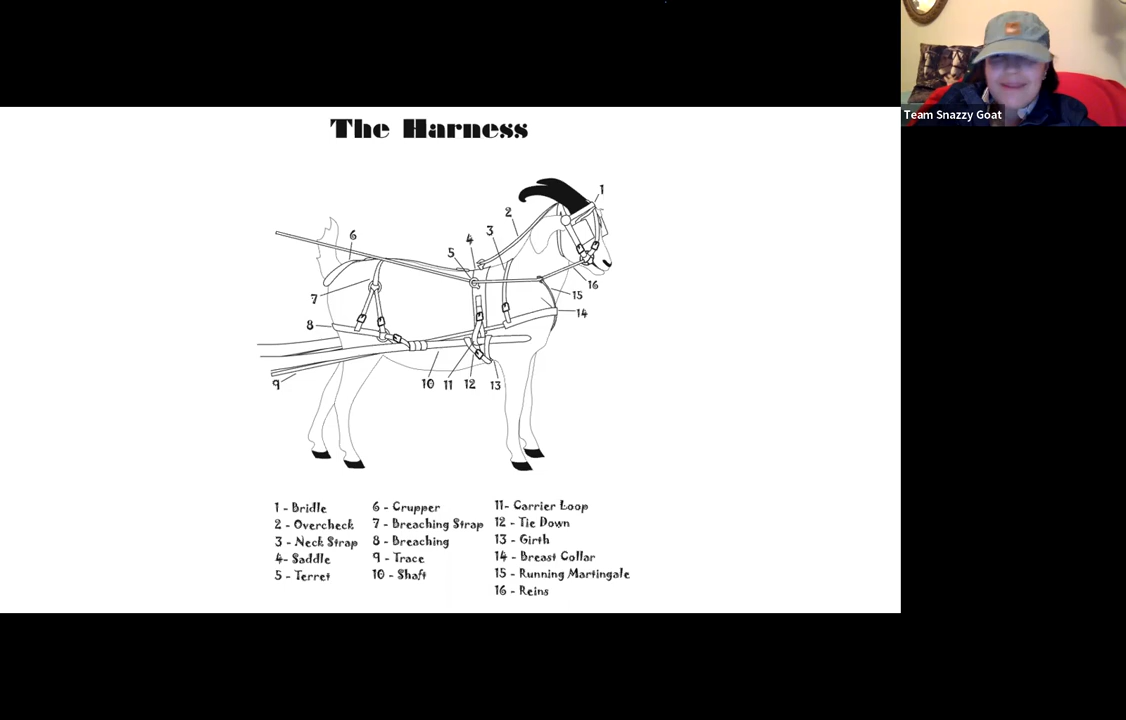 Team Snazzy Goat
The Harness
1
2
3
4
5
6
7
8
9
10
11
12
13
14
15
16
1 - Bridle
2 - Overcheck
3 - Neck Strap
4- Saddle
5 - Terret
6 - Crupper
7 - Breaching Strap
8 - Breaching
9 - Trace
10 - Shaft
11- Carrier Loop
12 - Tie Down
13 - Girth
14 - Breast Collar
15 - Running Martingale
16 - Reins